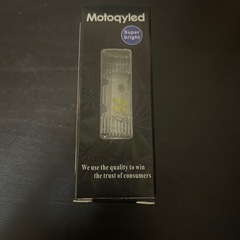 Motoqyled
Super
bright
We use the quality to win
the trust of consumers